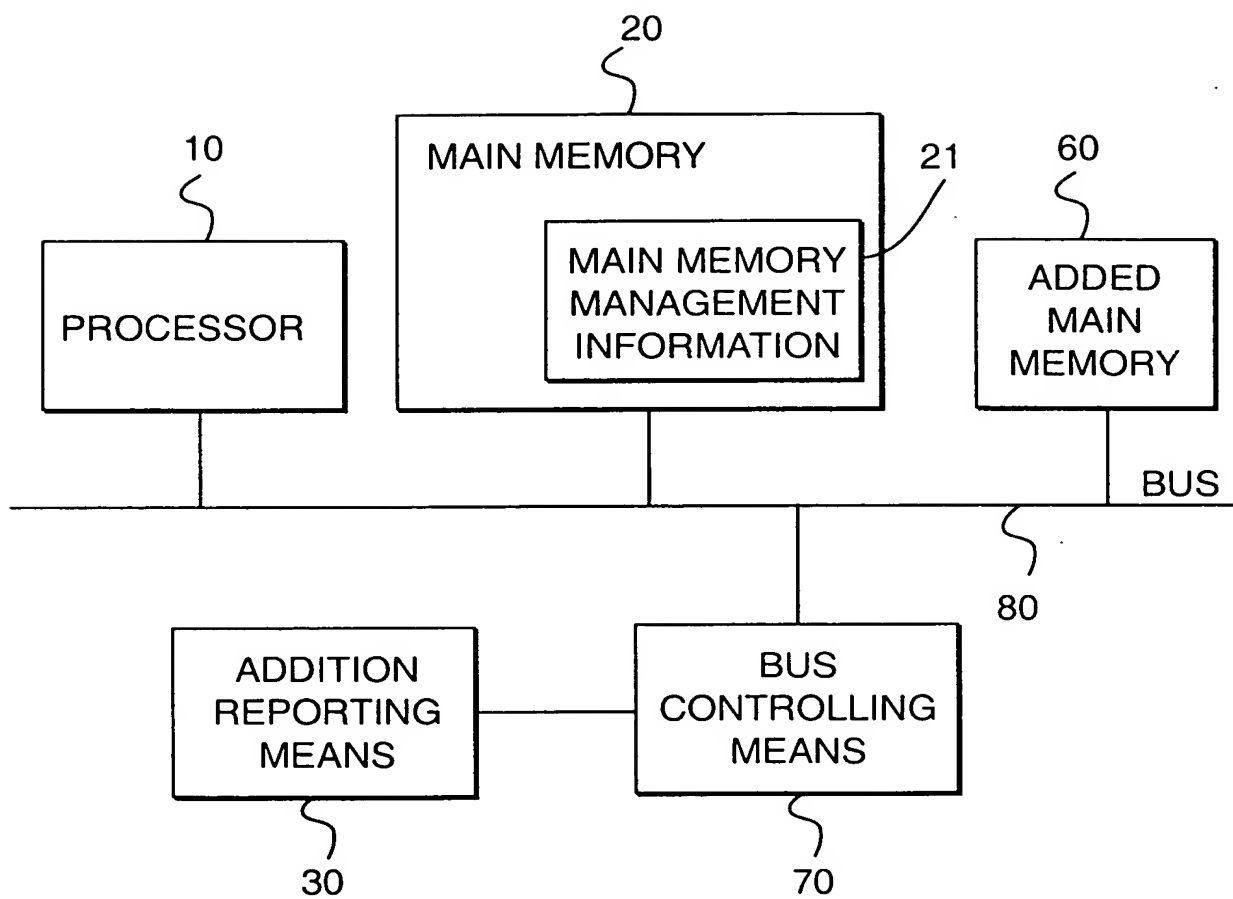 20
10
MAIN MEMORY
21
60
PROCESSOR
MAIN MEMORY
MANAGEMENT
INFORMATION
ADDED
MAIN
MEMORY
BUS
80
ADDITION
REPORTING
MEANS
BUS
CONTROLLING
MEANS
30
70